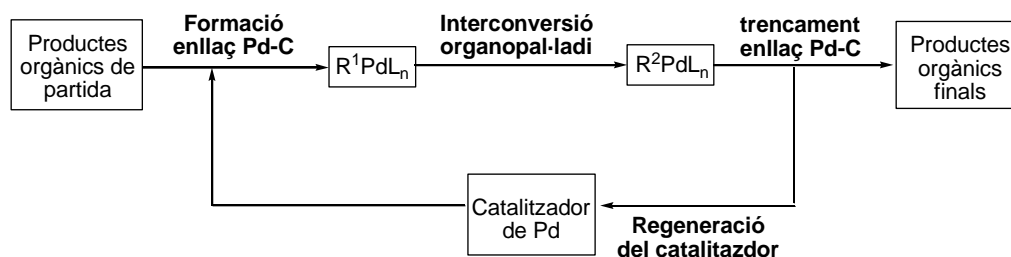 Productes
orgànics de
partida
Formació
enllaç Pd-C
R¹PdLₙ
Interconversió
organopal·ladi
R²PdLₙ
trencament
enllaç Pd-C
Productes
orgànics
finals
Catalitzador
de Pd
Regeneració
del catalitazdor